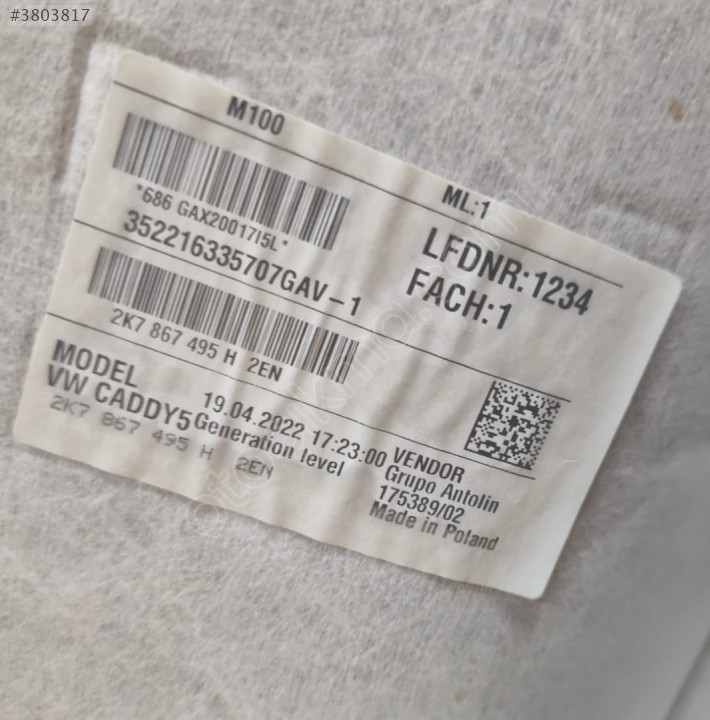 #3803817
M100
ML:1
*686 GAX20017I5L*
LFDNR:1234
352216335707GAV-1
FACH:1
2K7 867 495 H 2EN
MODEL
VW CADDY5
19.04.2022 17:23:00
Generation level
2K7 867 495 H 2EN
VENDOR
Grupo Antolin
175389/02
Made in Poland